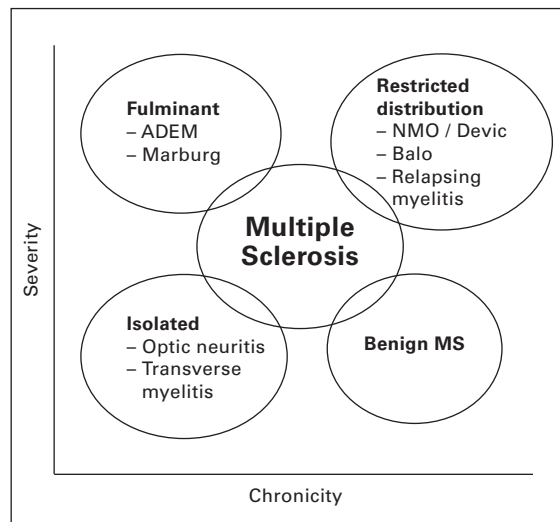 Fulminant
– ADEM
– Marburg
Restricted
distribution
– NMO / Devic
– Balo
– Relapsing
myelitis
Multiple
Sclerosis
Isolated
– Optic neuritis
– Transverse
myelitis
Benign MS
Severity
Chronicity